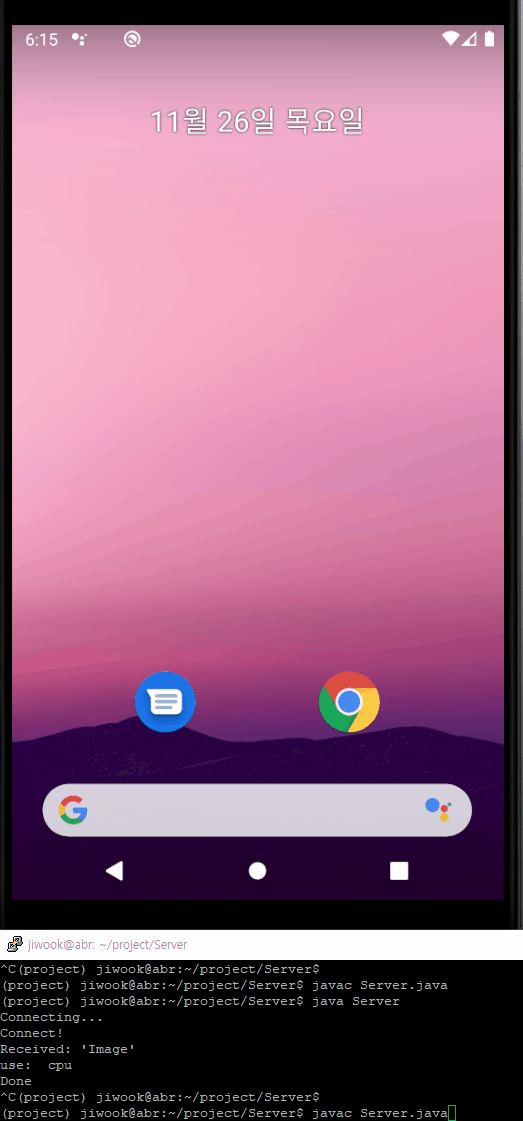 6:15
11월 26일 목요일
jiwook@abr: ~/project/Server
^C(project) jiwook@abr:~/project/Server$
(project) jiwook@abr:~/project/Server$ javac Server.java
(project) jiwook@abr:~/project/Server$ java Server
Connecting...
Connect!
Received: 'Image'
use:  cpu
Done
^C(project) jiwook@abr:~/project/Server$
(project) jiwook@abr:~/project/Server$ javac Server.java